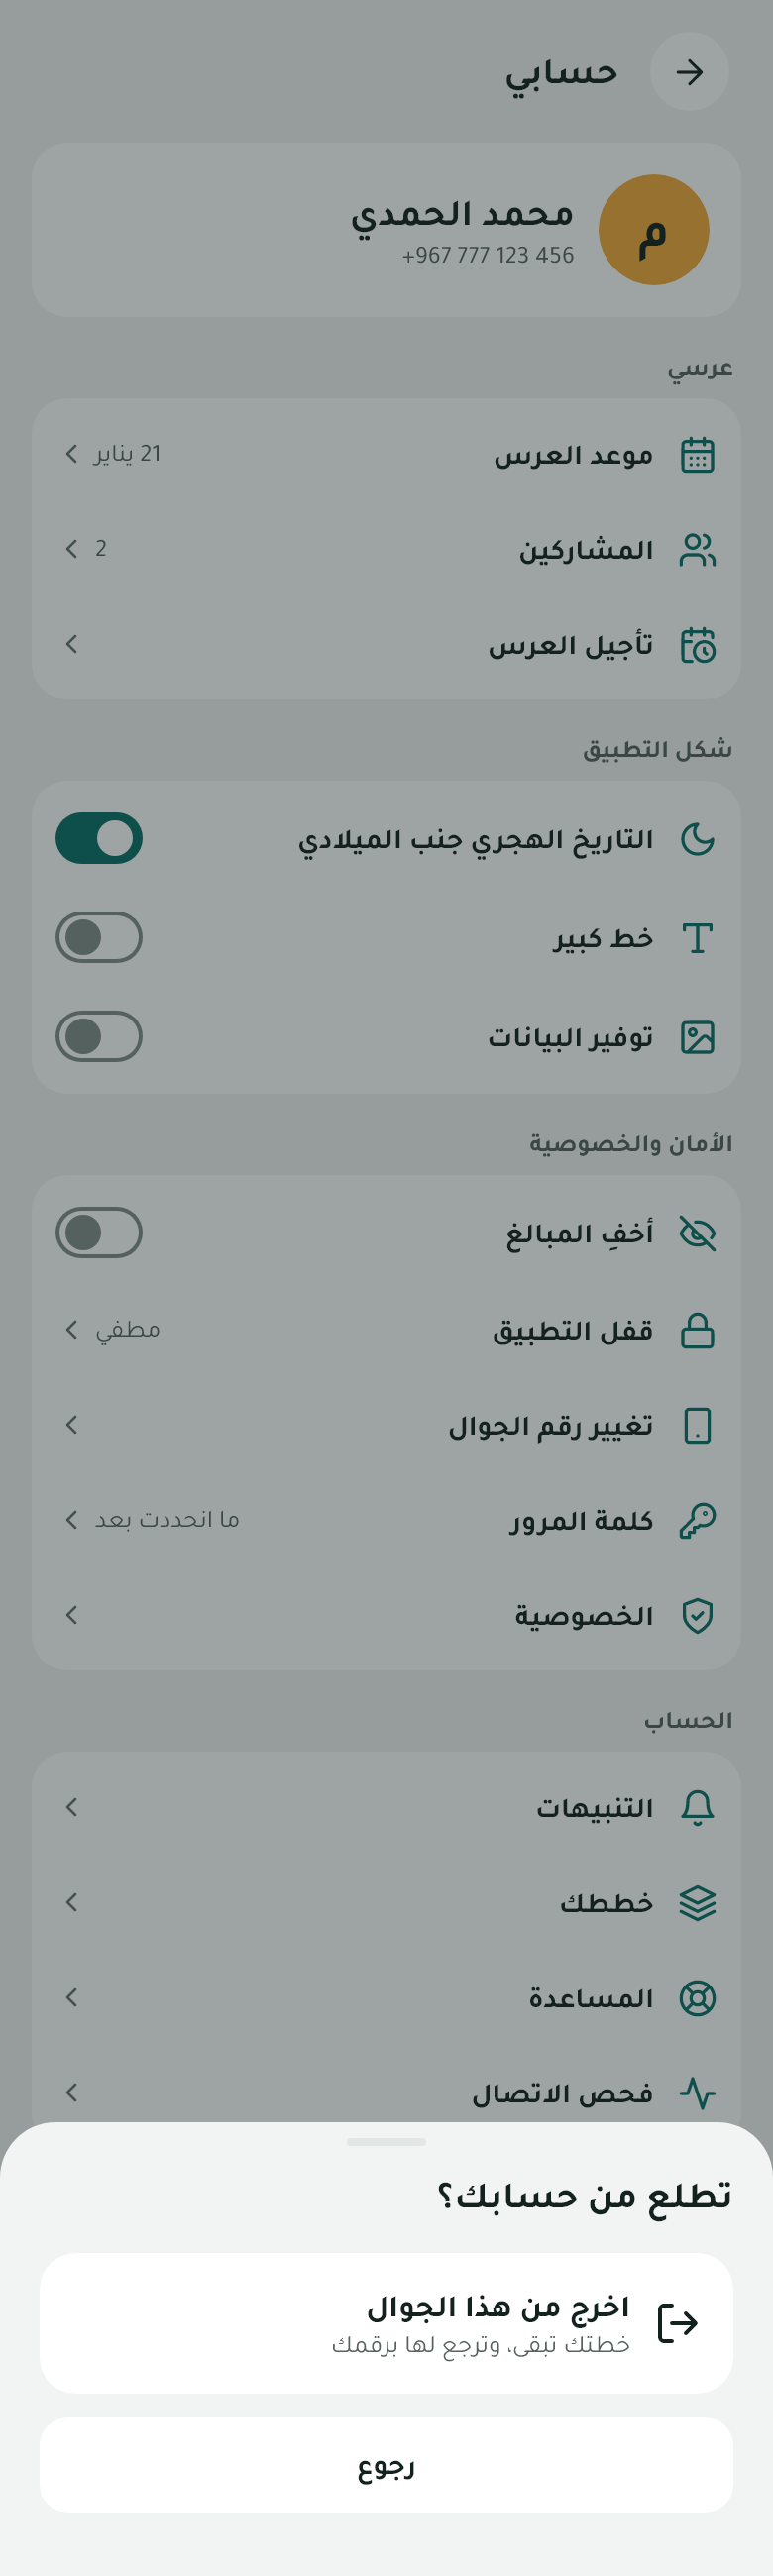 حسابي
م
محمد الحمدي
+967 777 123 456
عرسي
موعد العرس
21 يناير
المشاركين
2
تأجيل العرس
شكل التطبيق
التاريخ الهجري جنب الميلادي
خط كبير
توفير البيانات
الأمان والخصوصية
أخفِ المبالغ
قفل التطبيق
مطفي
تغيير رقم الجوال
كلمة المرور
ما انحددت بعد
الخصوصية
الحساب
التنبيهات
خططك
المساعدة
فحص الاتصال
تطلع من حسابك؟
اخرج من هذا الجوال
خطتك تبقى، وترجع لها برقمك
رجوع